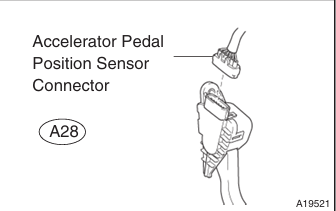 Accelerator Pedal
Position Sensor
Connector
A28
A19521